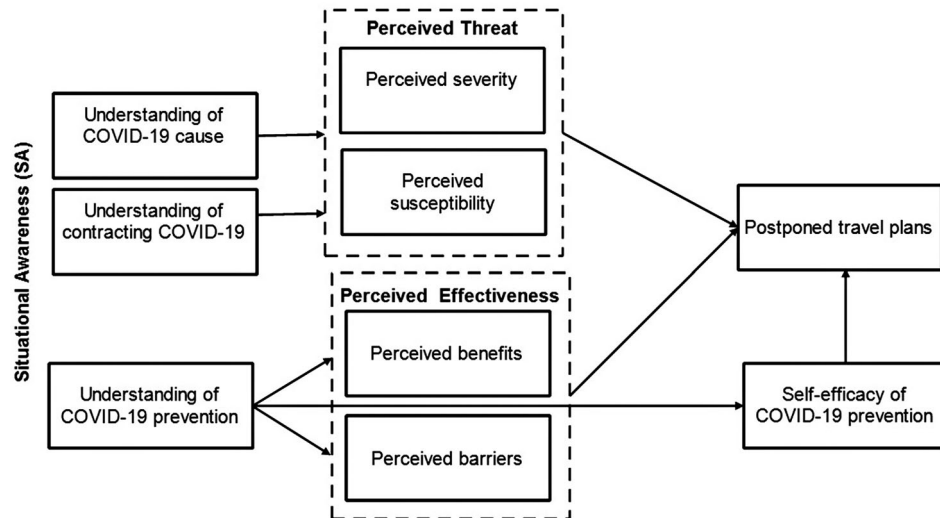 Situational Awareness (SA)
Understanding of
COVID-19 cause
Understanding of
contracting COVID-19
Understanding of
COVID-19 prevention
Perceived Threat
Perceived severity
Perceived
susceptibility
Perceived Effectiveness
Perceived benefits
Perceived barriers
Postponed travel plans
Self-efficacy of
COVID-19 prevention